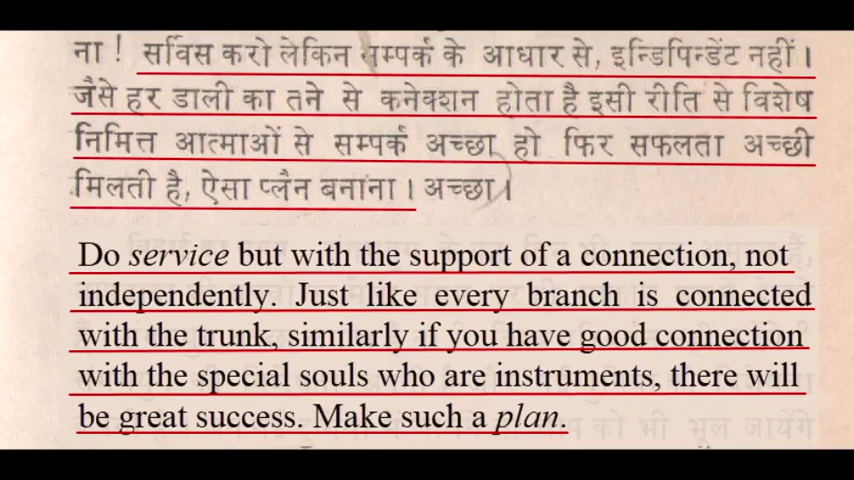 ना ! सर्विस करो लेकिन सम्पर्क के आधार से, इन्डिपिन्डेंट नहीं ।
जैसे हर डाली का तने से कनेक्शन होता है इसी रीति से विशेष
निमित्त आत्माओं से सम्पर्क अच्छा हो फिर सफलता अच्छी
मिलती है, ऐसा प्लैन बनाना । अच्छा ।
Do service but with the support of a connection, not
independently. Just like every branch is connected
with the trunk, similarly if you have good connection
with the special souls who are instruments, there will
be great success. Make such a plan.
को भी भूल जायेंगे